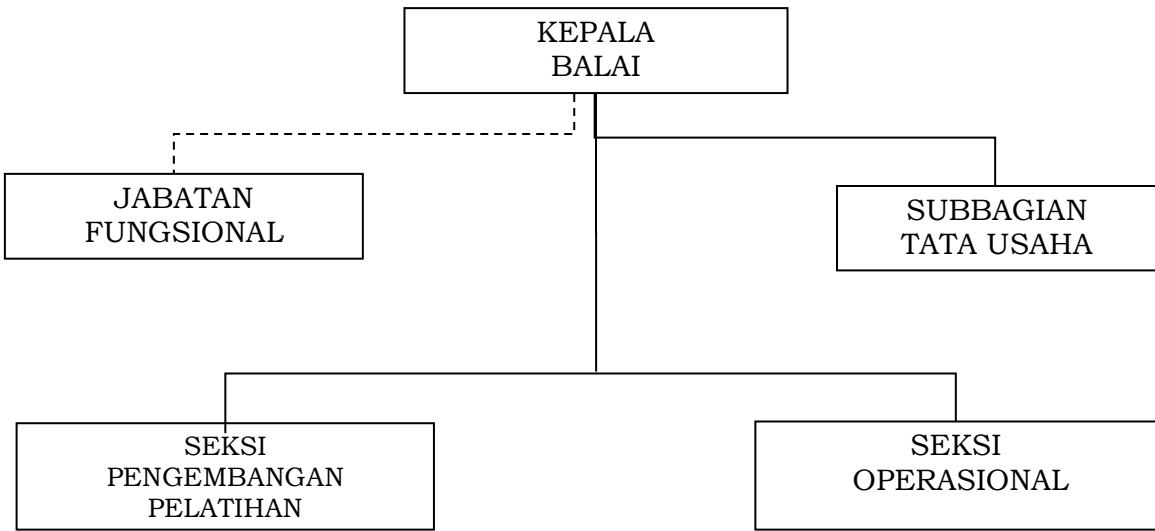 KEPALA
BALAI
JABATAN
FUNGSIONAL
SUBBAGIAN
TATA USAHA
SEKSI
PENGEMBANGAN
PELATIHAN
SEKSI
OPERASIONAL